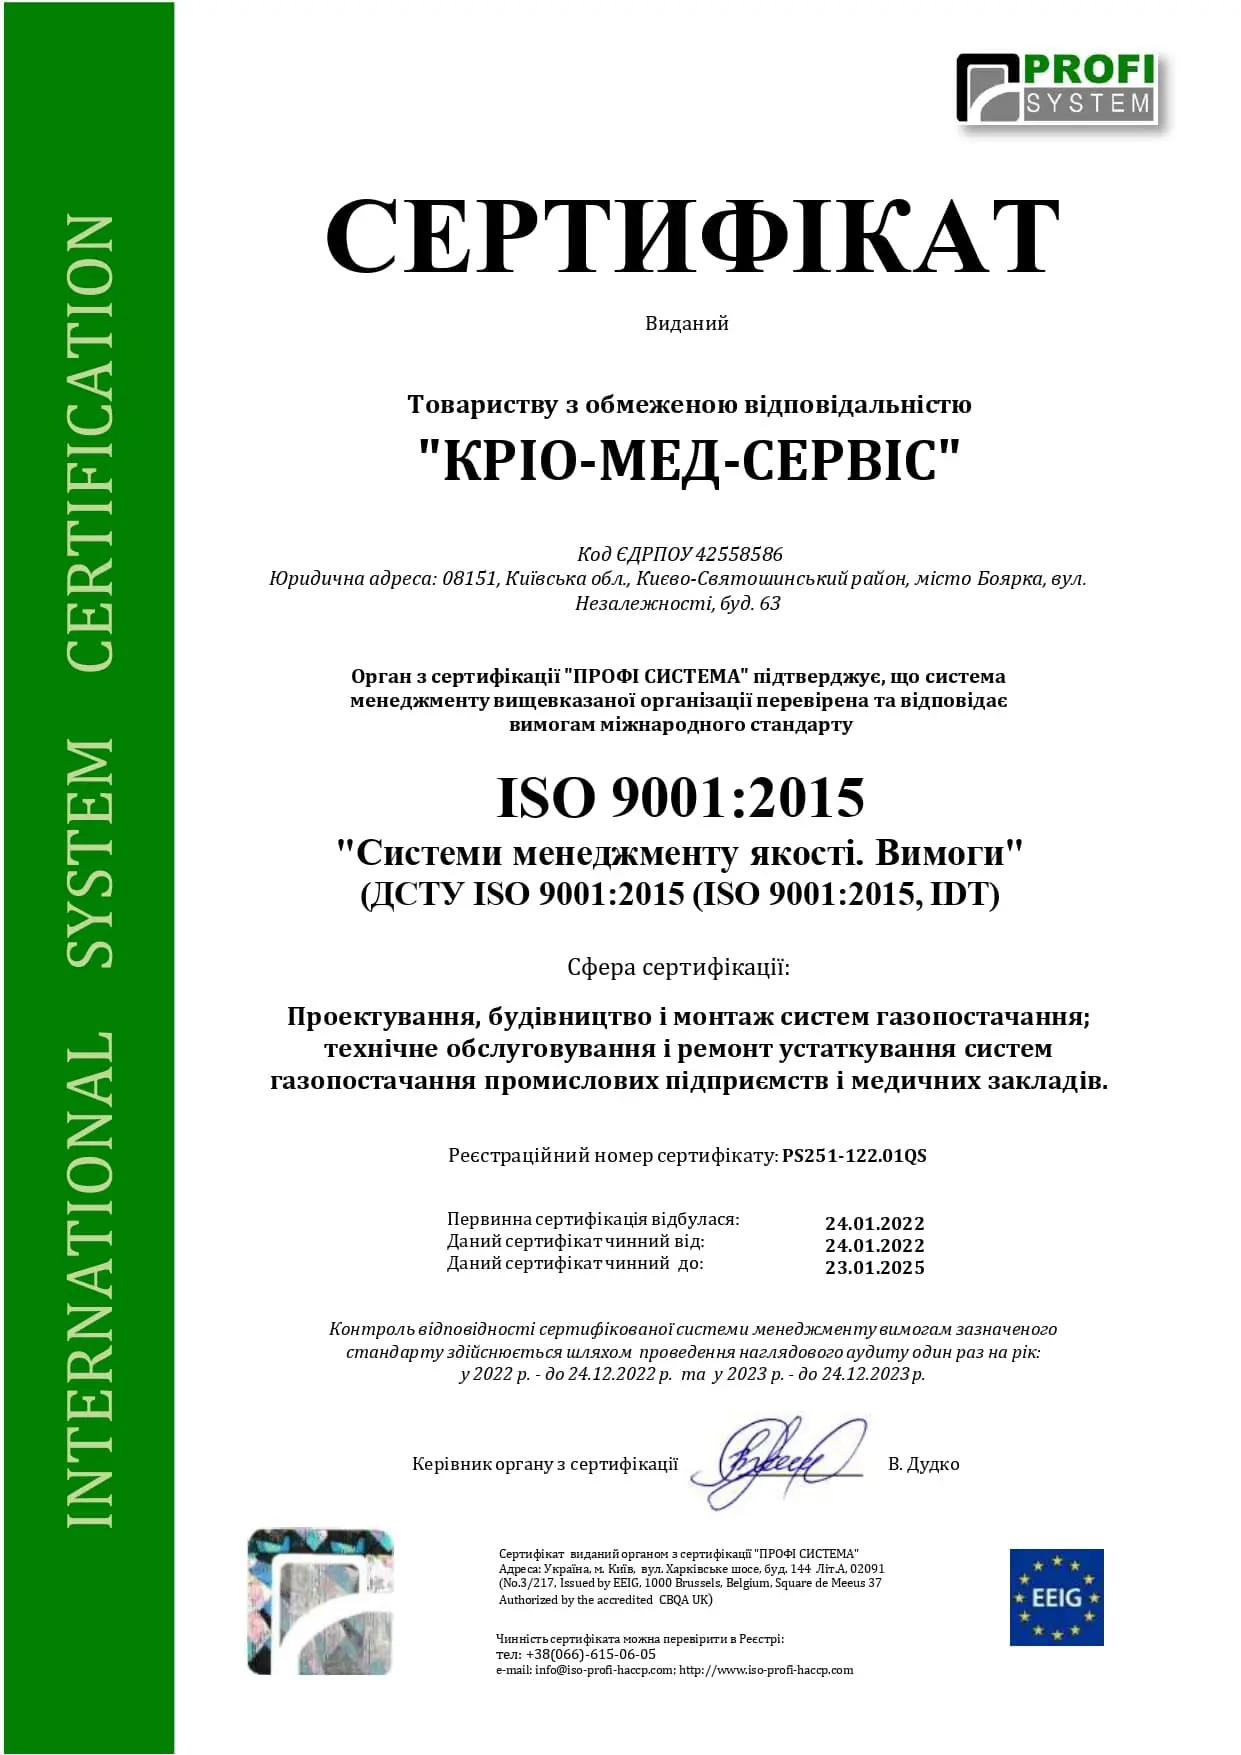 PROFI
SYSTEM
INTERNATIONAL SYSTEM CERTIFICATION
СЕРТИФІКАТ
Виданий
Товариству з обмеженою відповідальністю
"КРІО-МЕД-СЕРВІС"
Код ЄДРПОУ 42558586
Юридична адреса: 08151, Київська обл., Києво-Святошинський район, місто Боярка, вул.
Незалежності, буд. 63
Орган з сертифікації "ПРОФІ СИСТЕМА" підтверджує, що система
менеджменту вищевказаної організації перевірена та відповідає
вимогам міжнародного стандарту
ISO 9001:2015
"Системи менеджменту якості. Вимоги"
(ДСТУ ISO 9001:2015 (ISO 9001:2015, IDT)
Сфера сертифікації:
Проектування, будівництво і монтаж систем газопостачання;
технічне обслуговування і ремонт устаткування систем
газопостачання промислових підприємств і медичних закладів.
Реєстраційний номер сертифікату: PS251-122.01QS
Первинна сертифікація відбулася: 24.01.2022
Даний сертифікат чинний від: 24.01.2022
Даний сертифікат чинний до: 23.01.2025
Контроль відповідності сертифікованої системи менеджменту вимогам зазначеного
стандарту здійснюється шляхом проведення наглядового аудиту один раз на рік:
у 2022 р. - до 24.12.2022 р. та у 2023 р. - до 24.12.2023 р.
Керівник органу з сертифікації В. Дудко
Сертифікат виданий органом з сертифікації "ПРОФІ СИСТЕМА"
Адреса: Україна, м. Київ, вул. Харківське шосе, буд. 144 Літ.А, 02091
(No.3/217, Issued by EEIG, 1000 Brussels, Belgium, Square de Meeus 37
Authorized by the accredited CBQA UK)
EEIG
Чинність сертифіката можна перевірити в Реєстрі:
тел: +38(066)-615-06-05
e-mail: info@iso-profi-haccp.com; http://www.iso-profi-haccp.com